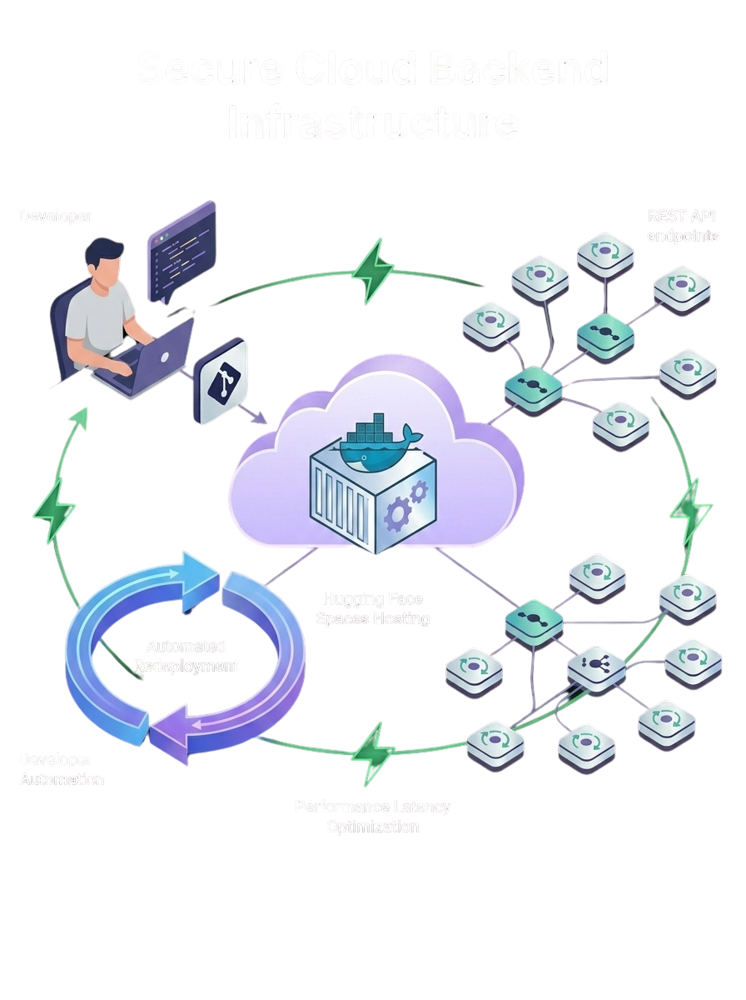 Secure Cloud Backend
Infrastructure
Developer
REST API
endpoints
Hugging Face
Spaces Hosting
Automated
Redeployment
Developer
Automation
Performance Latency
Optimization